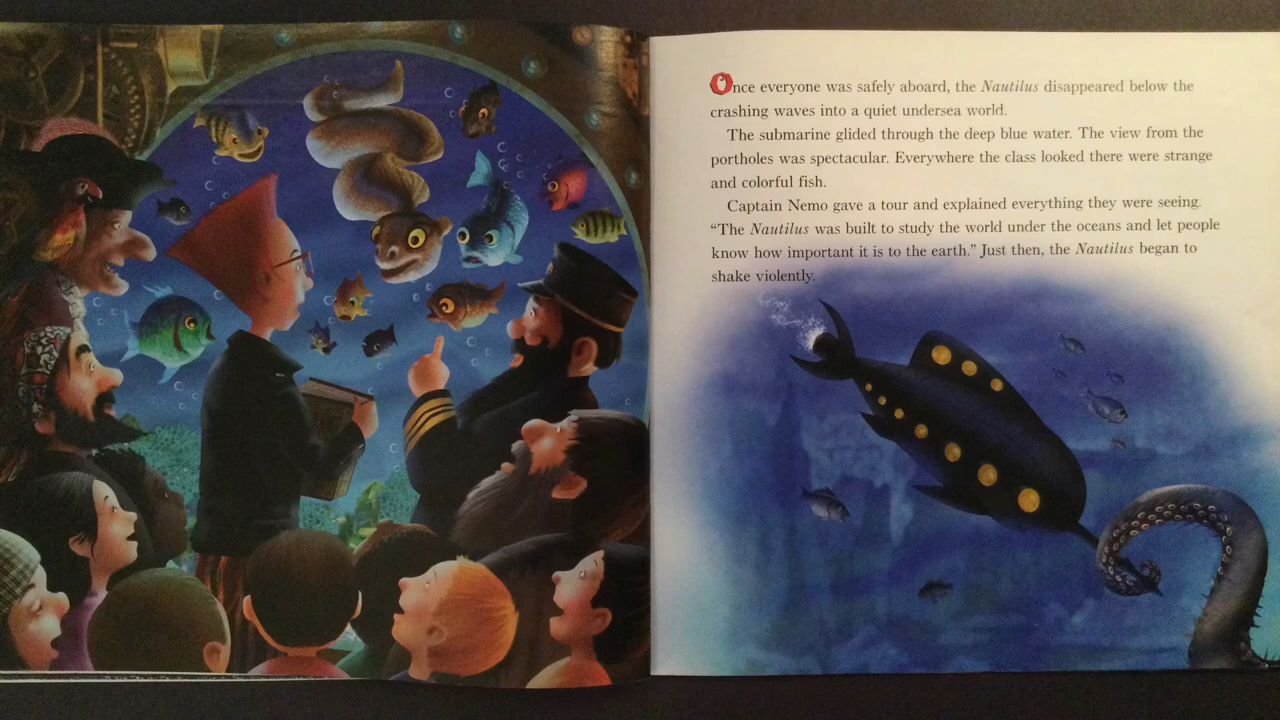 Once everyone was safely aboard, the Nautilus disappeared below the
crashing waves into a quiet undersea world.
The submarine glided through the deep blue water. The view from the
portholes was spectacular. Everywhere the class looked there were strange
and colorful fish.
Captain Nemo gave a tour and explained everything they were seeing.
“The Nautilus was built to study the world under the oceans and let people
know how important it is to the earth.” Just then, the Nautilus began to
shake violently.